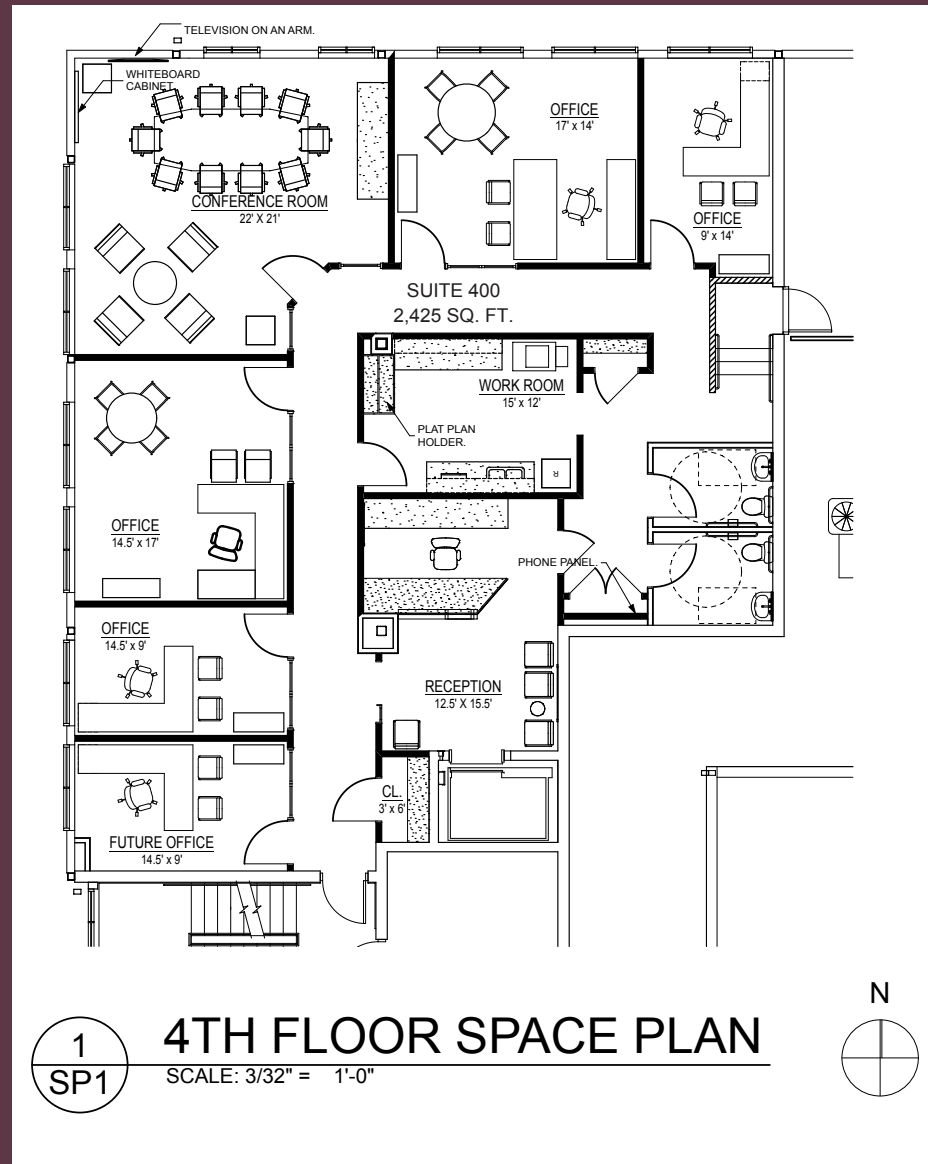 TELEVISION ON AN ARM.
WHITEBOARD
CABINET
CONFERENCE ROOM
22' X 21'
OFFICE
17' x 14'
OFFICE
9' x 14'
SUITE 400
2,425 SQ. FT.
WORK ROOM
15' x 12'
PLAT PLAN
HOLDER.
R
OFFICE
14.5' x 17'
PHONE PANEL.
OFFICE
14.5' x 9'
RECEPTION
12.5' X 15.5'
CL.
3' x 6'
FUTURE OFFICE
14.5' x 9'
N
1
SP1
4TH FLOOR SPACE PLAN
SCALE: 3/32" = 1'-0"